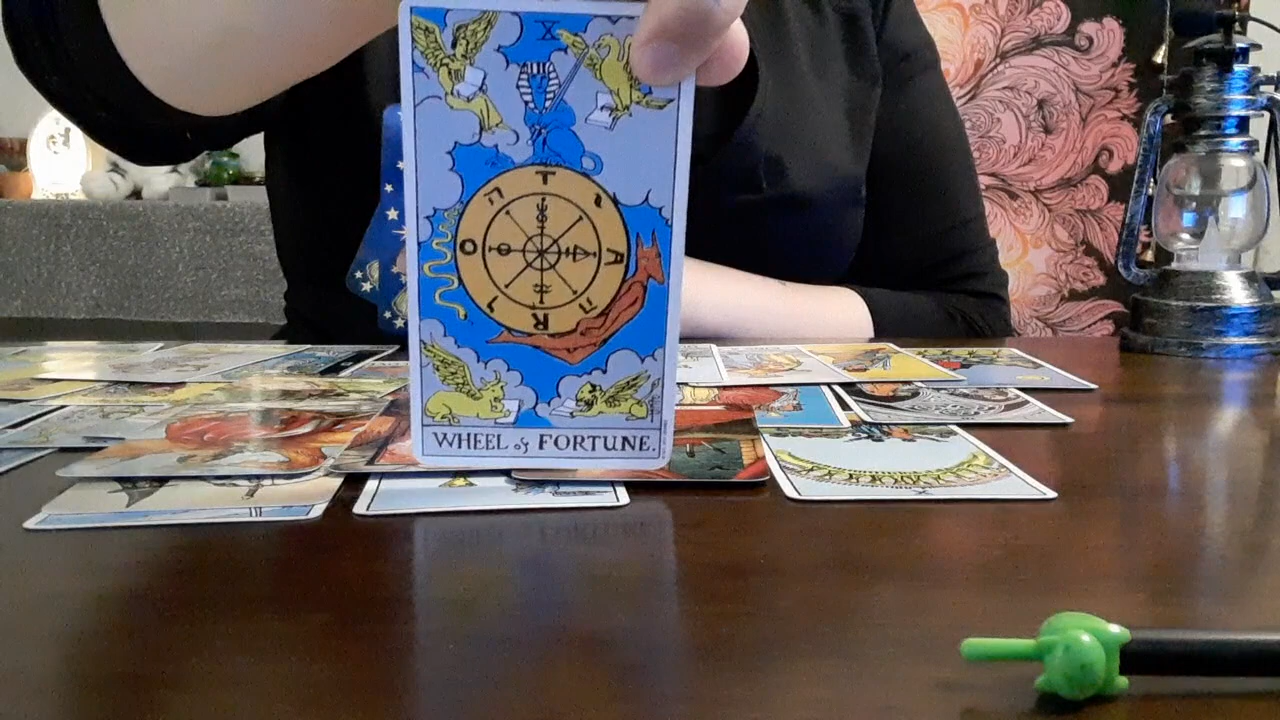 X
T י A ה R ו O ה
WHEEL of FORTUNE.
X